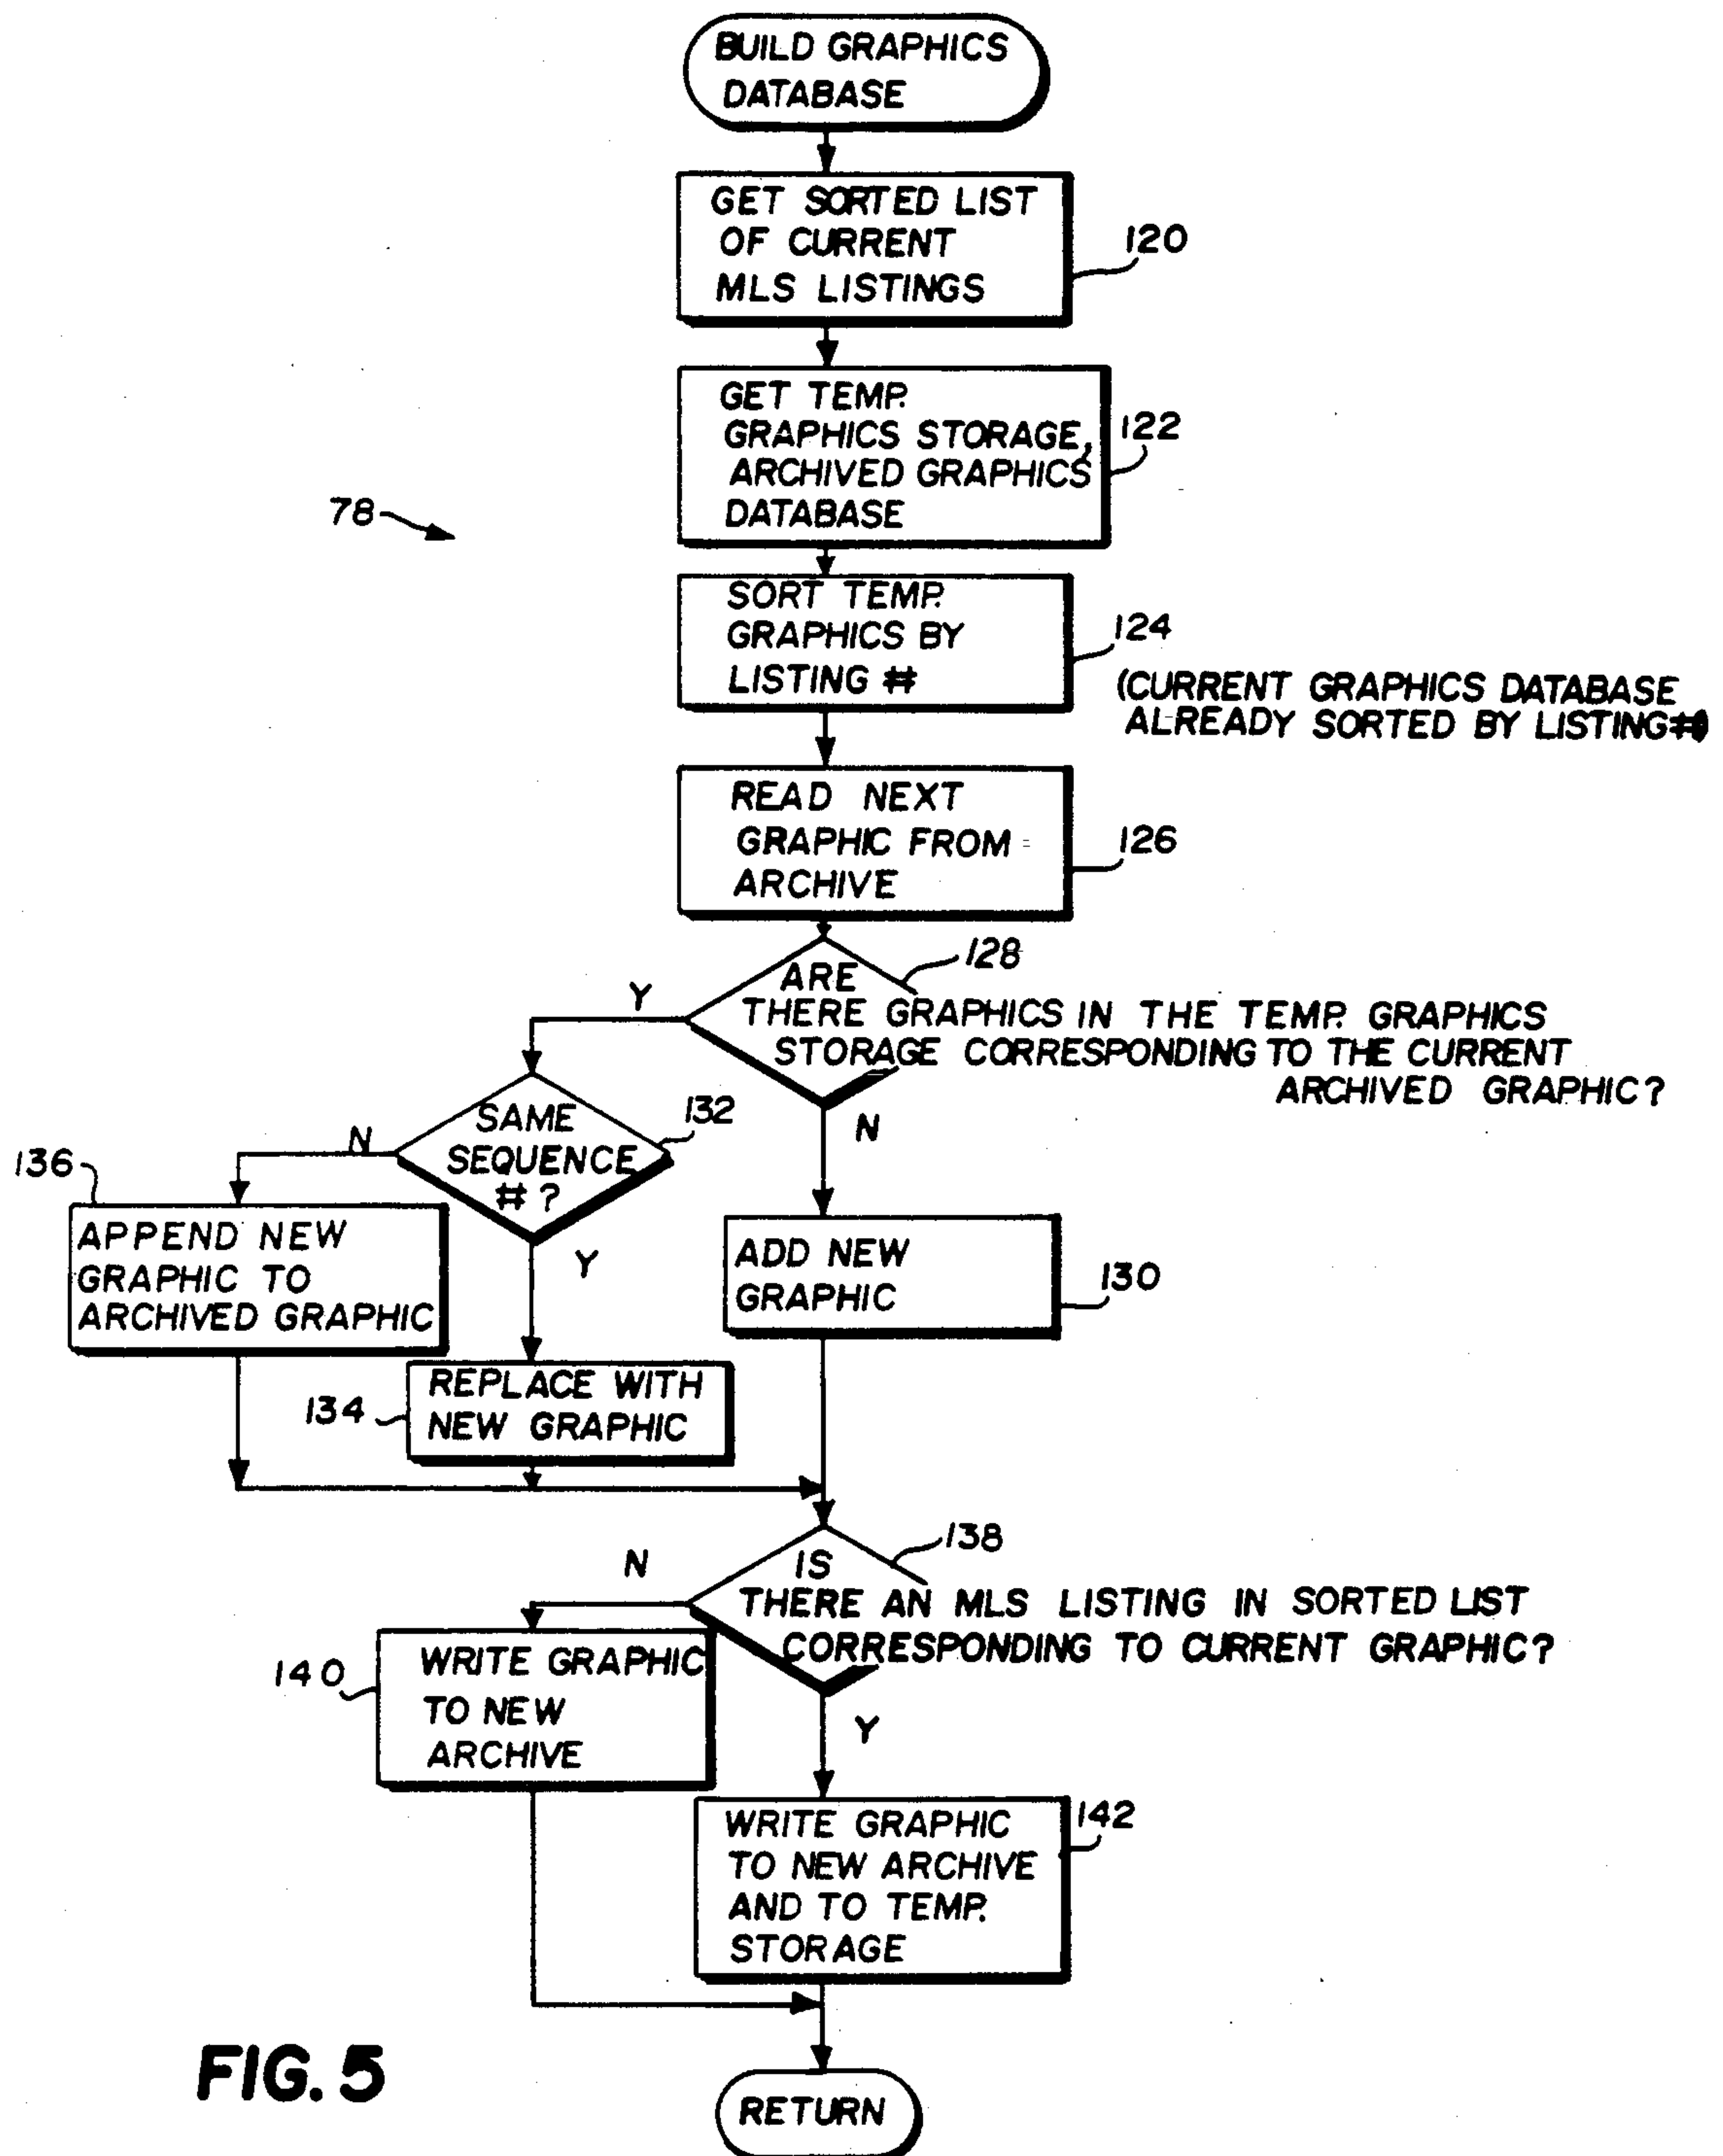 BUILD GRAPHICS
DATABASE
GET SORTED LIST
OF CURRENT
MLS LISTINGS
120
GET TEMP.
GRAPHICS STORAGE,
ARCHIVED GRAPHICS
DATABASE
122
78
SORT TEMP.
GRAPHICS BY
LISTING #
124
(CURRENT GRAPHICS DATABASE
ALREADY SORTED BY LISTING#)
READ NEXT
GRAPHIC FROM
ARCHIVE
126
128
ARE
THERE GRAPHICS IN THE TEMP. GRAPHICS
STORAGE CORRESPONDING TO THE CURRENT
ARCHIVED GRAPHIC?
Y
N
SAME
SEQUENCE
# ?
132
N
Y
136
APPEND NEW
GRAPHIC TO
ARCHIVED GRAPHIC
ADD NEW
GRAPHIC
130
134
REPLACE WITH
NEW GRAPHIC
138
IS
THERE AN MLS LISTING IN SORTED LIST
CORRESPONDING TO CURRENT GRAPHIC?
N
Y
140
WRITE GRAPHIC
TO NEW
ARCHIVE
WRITE GRAPHIC
TO NEW ARCHIVE
AND TO TEMP.
STORAGE
142
FIG. 5
RETURN